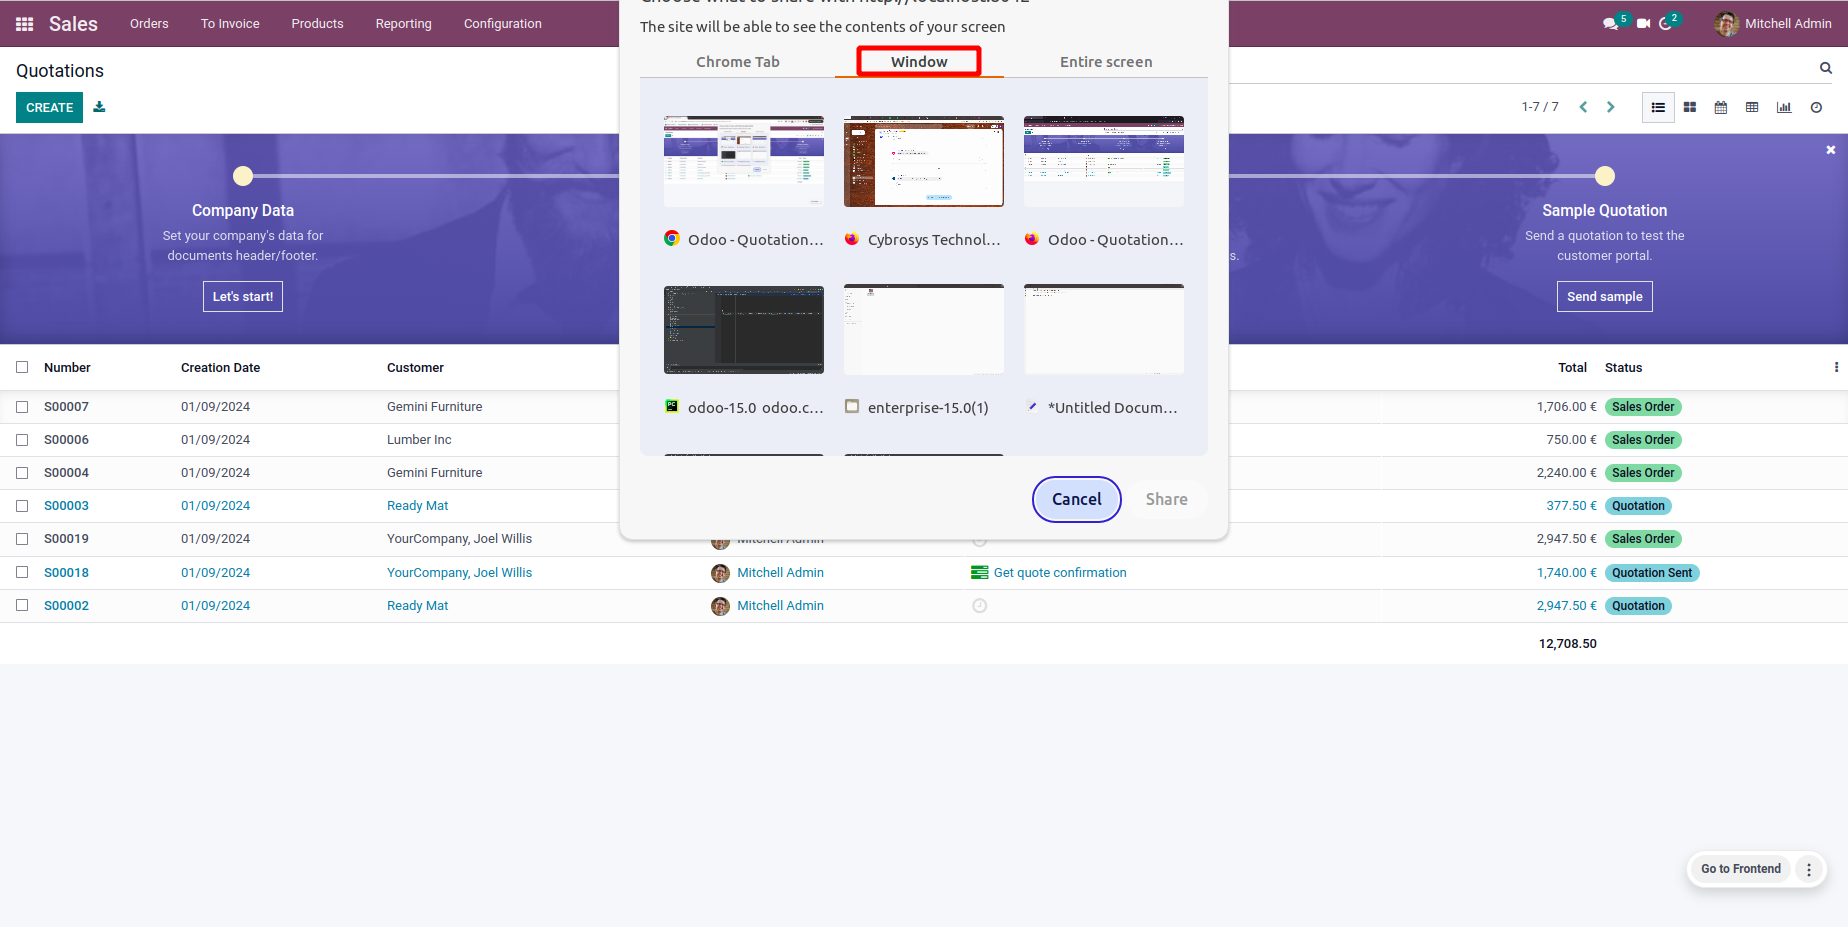 Sales
Orders
To Invoice
Products
Reporting
Configuration
5
2
Mitchell Admin
The site will be able to see the contents of your screen
Chrome Tab
Window
Entire screen
Quotations
CREATE
1-7 / 7
Company Data
Set your company's data for
documents header/footer.
Let's start!
Odoo - Quotation...
Cybrosys Technol...
Odoo - Quotation...
odoo-15.0 odoo.c...
enterprise-15.0(1)
*Untitled Docum...
Cancel
Share
s.
Sample Quotation
Send a quotation to test the
customer portal.
Send sample
Number Creation Date Customer Total Status
S00007 01/09/2024 Gemini Furniture 1,706.00 € Sales Order
S00006 01/09/2024 Lumber Inc 750.00 € Sales Order
S00004 01/09/2024 Gemini Furniture 2,240.00 € Sales Order
S00003 01/09/2024 Ready Mat 377.50 € Quotation
S00019 01/09/2024 YourCompany, Joel Willis Mitchell Admin 2,947.50 € Sales Order
S00018 01/09/2024 YourCompany, Joel Willis Mitchell Admin Get quote confirmation 1,740.00 € Quotation Sent
S00002 01/09/2024 Ready Mat Mitchell Admin 2,947.50 € Quotation
12,708.50
Go to Frontend